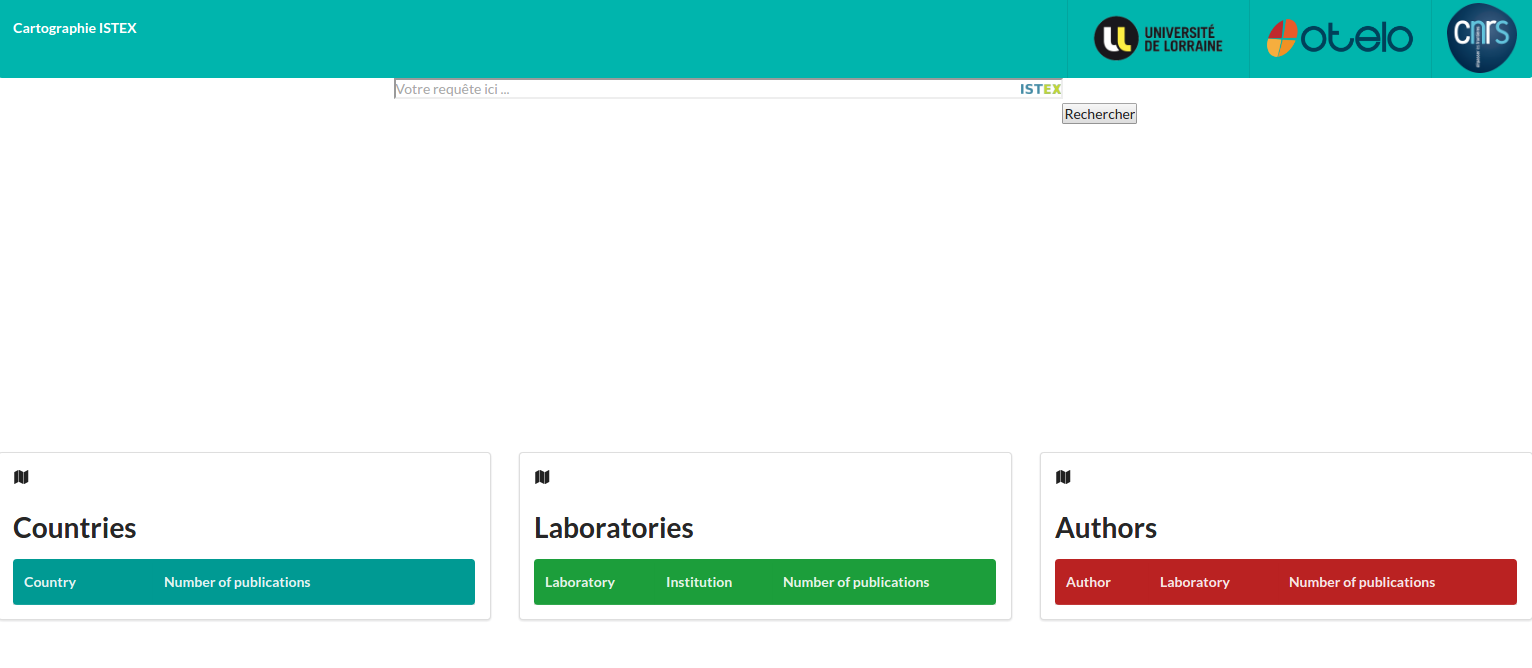 Cartographie ISTEX
UNIVERSITÉ
DE LORRAINE
otelo
cnrs
Votre requête ici ...
ISTEX
Rechercher
Countries
Laboratories
Authors
Country Number of publications
Laboratory Institution Number of publications
Author Laboratory Number of publications